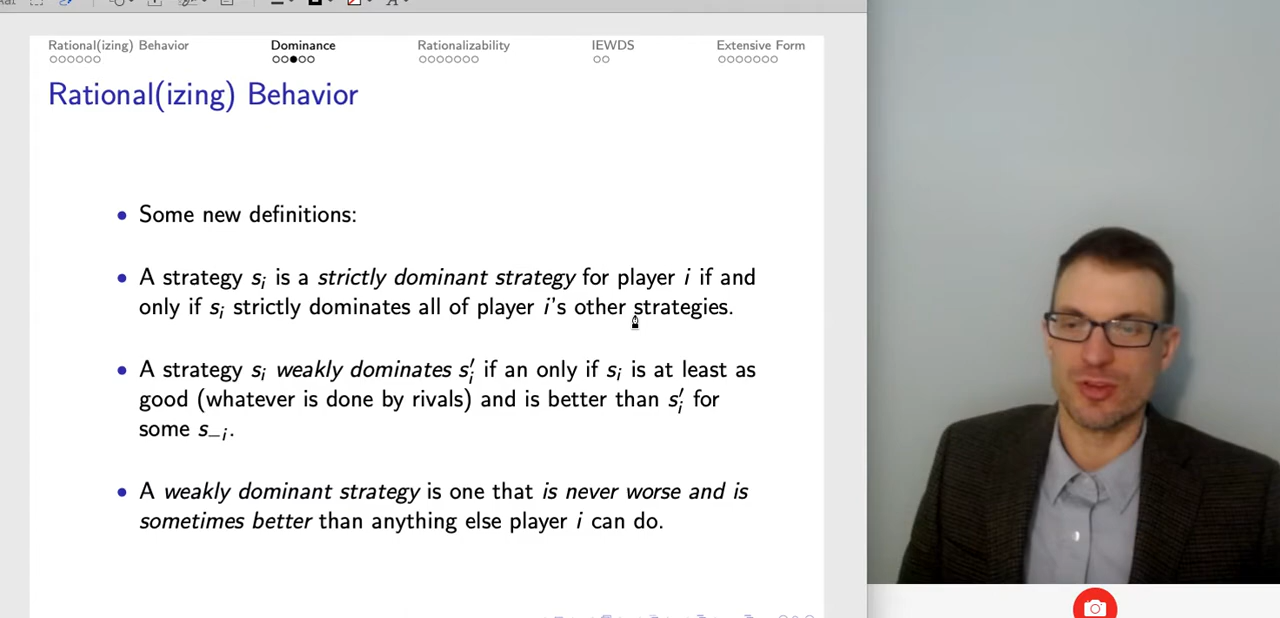 Rational(izing) Behavior Dominance Rationalizability IEWDS Extensive Form
Rational(izing) Behavior
• Some new definitions:
• A strategy sᵢ is a strictly dominant strategy for player i if and
only if sᵢ strictly dominates all of player i's other strategies.
• A strategy sᵢ weakly dominates s′ᵢ if an only if sᵢ is at least as
good (whatever is done by rivals) and is better than s′ᵢ for
some s₋ᵢ.
• A weakly dominant strategy is one that is never worse and is
sometimes better than anything else player i can do.